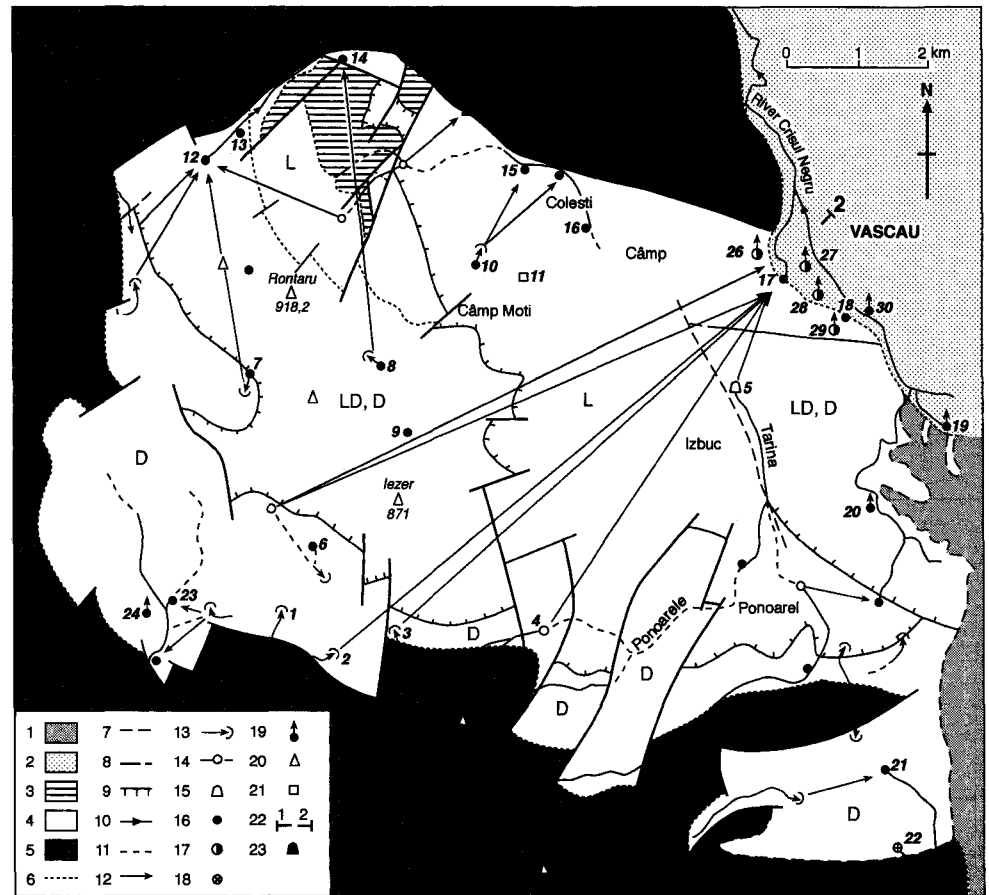 0 1 2 km
N
River Crisul Negru
2
VASCAU
14
13
12
L
15
Colesti
16
Câmp
26
27
17
10
11
Rontaru
918,2
Câmp Moti
28
18
30
29
7
8
5
LD, D
L
LD, D
9
Izbuc
Tarina
19
D
Iezer
871
20
6
23
24
1
2
3
D
4
Ponoarele
Ponoarel
D
D
21
D
22
1 7 13 19
2 8 14 20
3 9 15 21
4 10 16 22 1 2
5 11 17 23
6 12 18